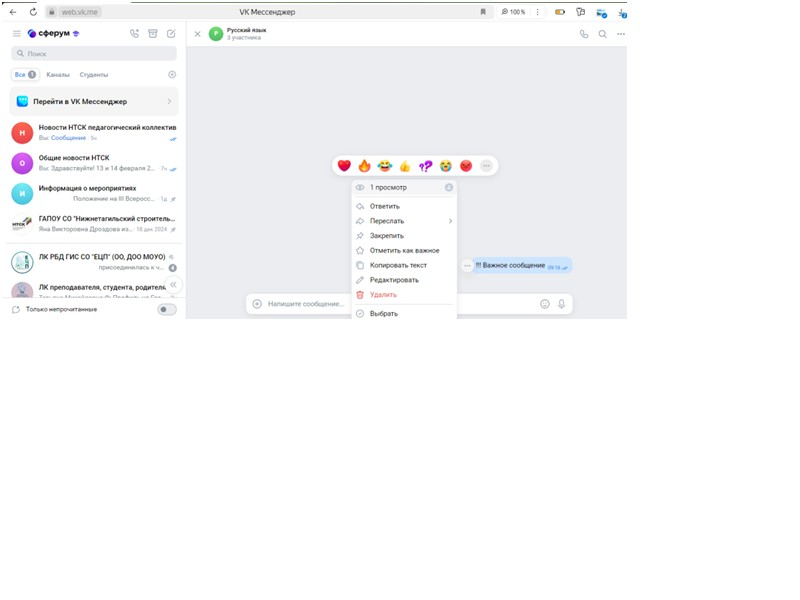 web.vk.me
VK Мессенджер
100%
сферум
Поиск
Все 1 Каналы Студенты
Перейти в VK Мессенджер
Н
Новости НТСК педагогический коллектив
Вы: Сообщение · 5н
О
Общие новости НТСК
Вы: Здравствуйте! 13 и 14 февраля 2... · 7н
И
Информация о мероприятиях
Положение на III Всеросс... · 1д
НТСК
ГАПОУ СО "Нижнетагильский строитель...
Яна Викторовна Дроздова из... · 18 дек 2024
ЛК РБД ГИС СО "ЕЦП" (ОО, ДОО МОУО)
присоединилась к ч... 4
ЛК преподавателя, студента, родителя
Только непрочитанные
Р
Русский язык
3 участника
1 просмотр
Ответить
Переслать
Закрепить
Отметить как важное
Копировать текст
Редактировать
Удалить
Выбрать
!!! Важное сообщение 09:16
Напишите сообщение...